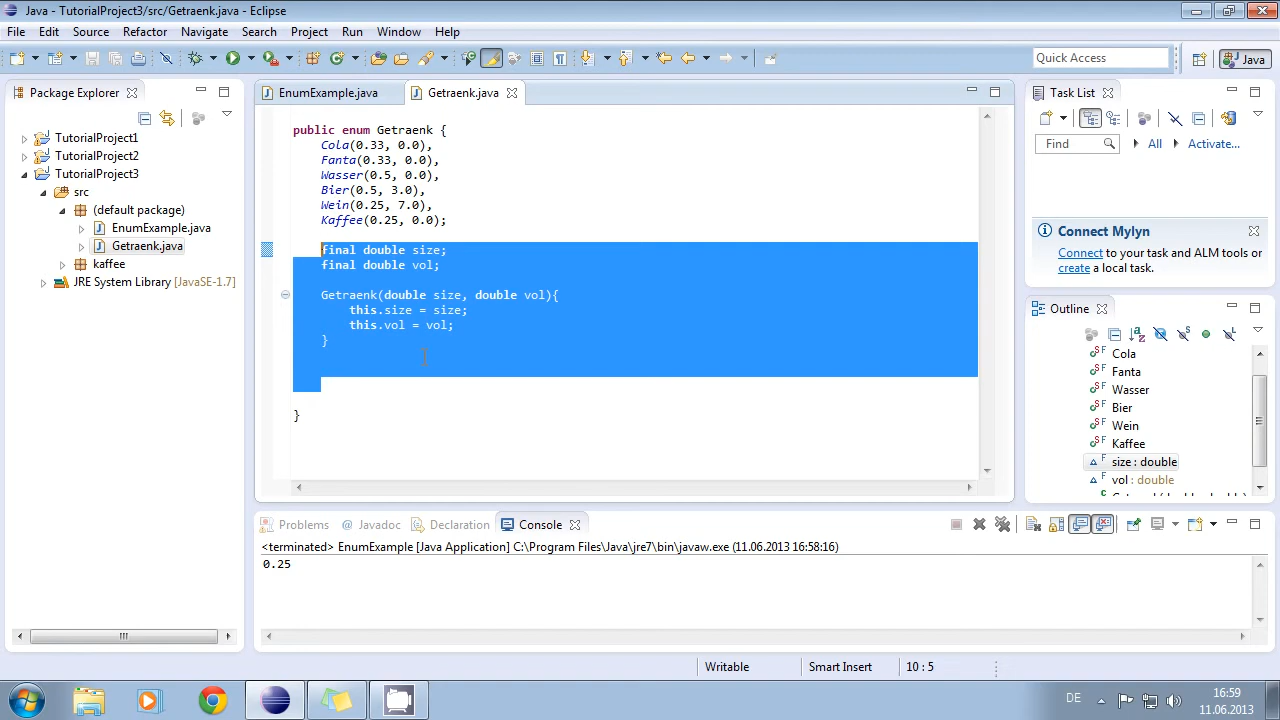 Java - TutorialProject3/src/Getraenk.java - Eclipse
File Edit Source Refactor Navigate Search Project Run Window Help
Quick Access
Java
Package Explorer
TutorialProject1
TutorialProject2
TutorialProject3
src
(default package)
EnumExample.java
Getraenk.java
kaffee
JRE System Library [JavaSE-1.7]
EnumExample.java Getraenk.java
public enum Getraenk {
Cola(0.33, 0.0),
Fanta(0.33, 0.0),
Wasser(0.5, 0.0),
Bier(0.5, 3.0),
Wein(0.25, 7.0),
Kaffee(0.25, 0.0);
final double size;
final double vol;
Getraenk(double size, double vol){
this.size = size;
this.vol = vol;
}
}
Task List
Find All Activate...
Connect Mylyn
Connect to your task and ALM tools or
create a local task.
Outline
Cola
Fanta
Wasser
Bier
Wein
Kaffee
size : double
vol : double
Problems Javadoc Declaration Console
<terminated> EnumExample [Java Application] C:\Program Files\Java\jre7\bin\javaw.exe (11.06.2013 16:58:16)
0.25
Writable Smart Insert 10 : 5
DE
16:59
11.06.2013